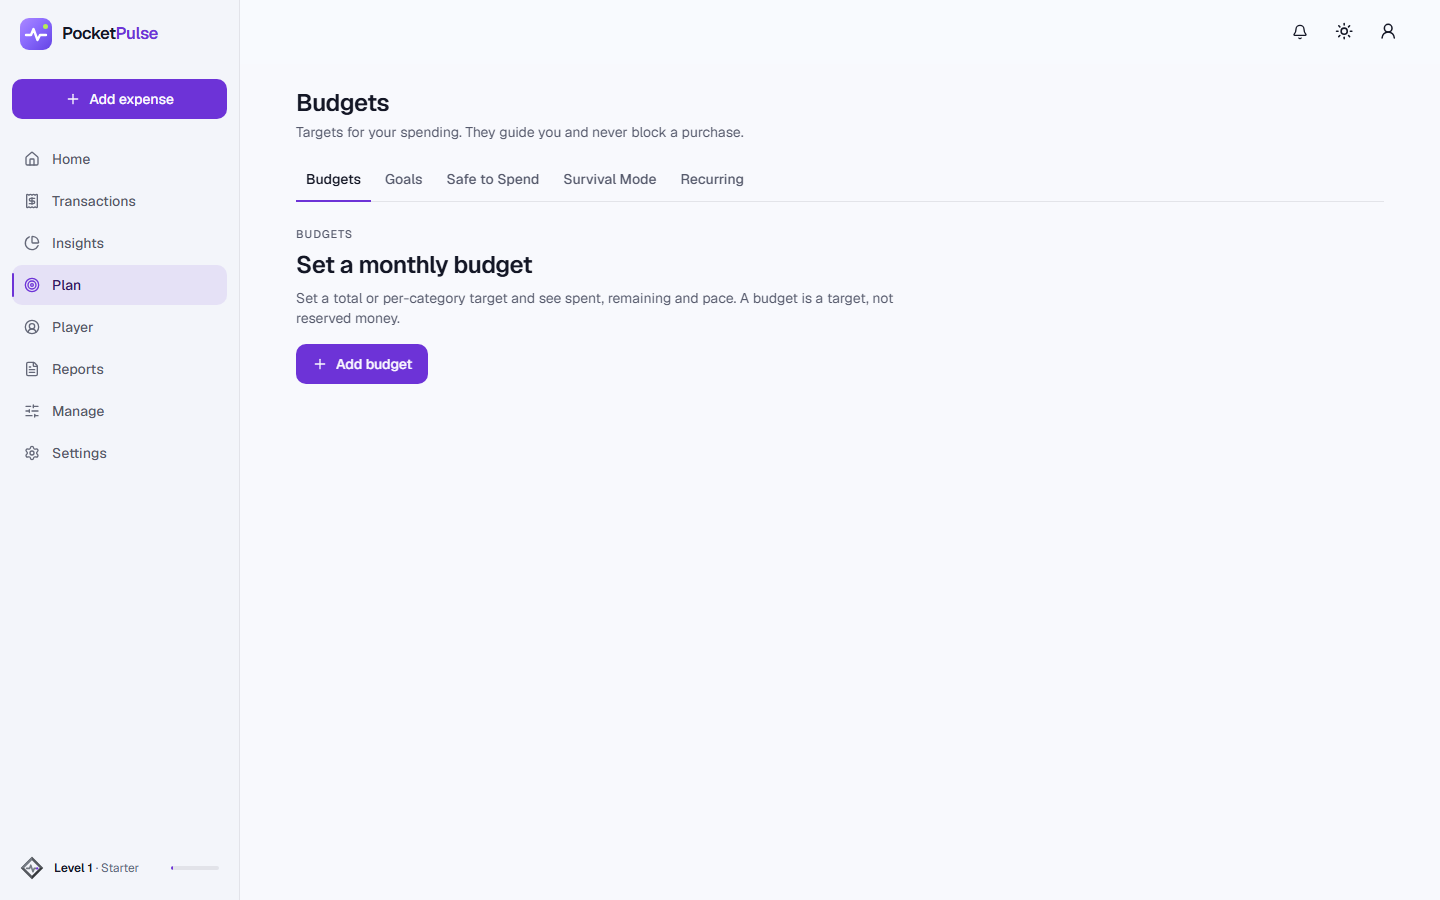 PocketPulse
Add expense
Home
Transactions
Insights
Plan
Player
Reports
Manage
Settings
Level 1 · Starter
Budgets
Targets for your spending. They guide you and never block a purchase.
Budgets Goals Safe to Spend Survival Mode Recurring
BUDGETS
Set a monthly budget
Set a total or per-category target and see spent, remaining and pace. A budget is a target, not
reserved money.
Add budget